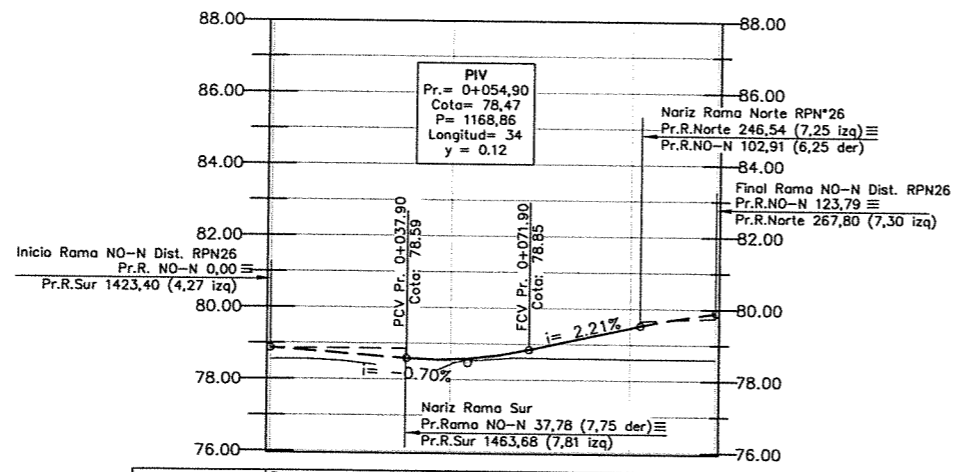 88.00
86.00
84.00
82.00
80.00
78.00
76.00
88.00
86.00
84.00
82.00
80.00
78.00
76.00
PIV
Pr.= 0+054,90
Cota= 78,47
P= 1168,86
Longitud= 34
y = 0.12
Nariz Rama Norte RPN°26
Pr.R.Norte 246,54 (7,25 izq)≡
Pr.R.NO-N 102,91 (6,25 der)
Final Rama NO-N Dist. RPN26
Pr.R.NO-N 123,79 ≡
Pr.R.Norte 267,80 (7,30 izq)
Inicio Rama NO-N Dist. RPN26
Pr.R. NO-N 0,00≡
Pr.R.Sur 1423,40 (4,27 izq)
PCV Pr. 0+037,90
Cota: 78,59
FCV Pr. 0+071,90
Cota: 78,85
i= 2.21%
i= -0.70%
Nariz Rama Sur
Pr.Rama NO-N 37,78 (7,75 der)≡
Pr.R.Sur 1463,68 (7,81 izq)